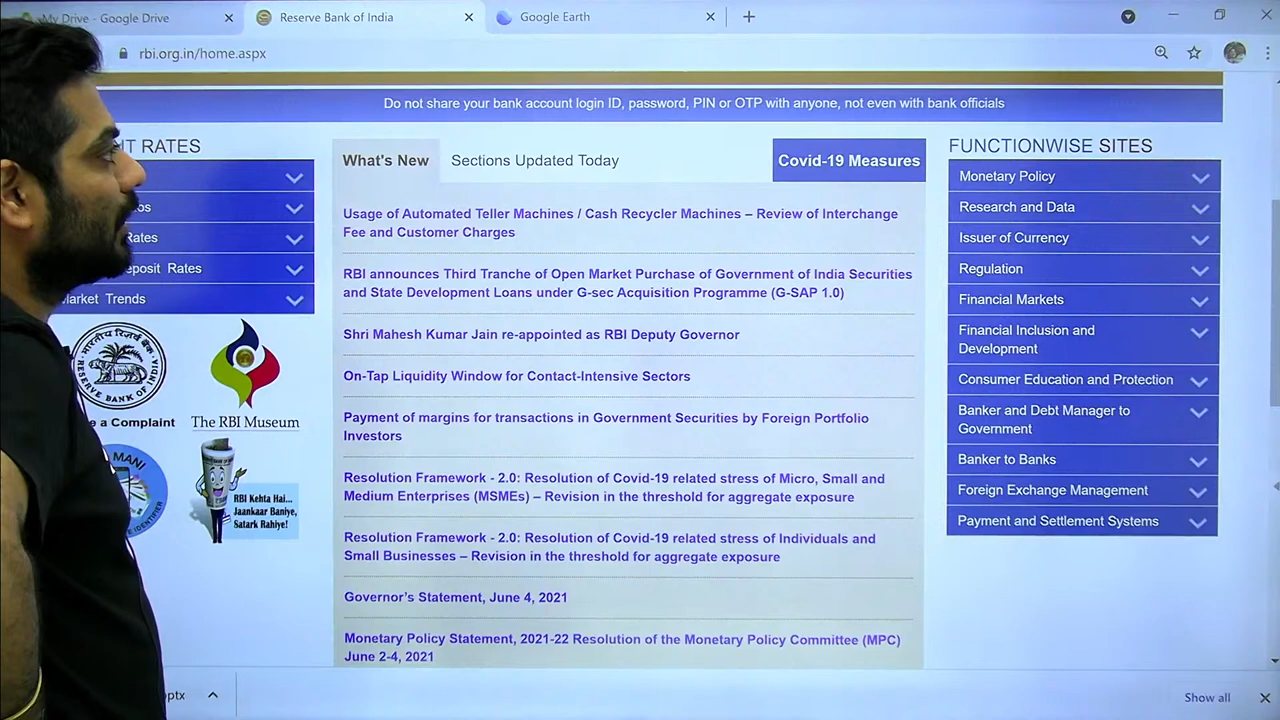 My Drive - Google Drive
Reserve Bank of India
Google Earth
rbi.org.in/home.aspx
Do not share your bank account login ID, password, PIN or OTP with anyone, not even with bank officials
RATES
Rates
Rates
Market Trends
भारतीय रिज़र्व बैंक
RESERVE BANK OF INDIA
a Complaint
The RBI Museum
MANI
IDENTIFIER
RBI Kehta Hai...
Jaankaar Baniye,
Satark Rahiye!
What's New
Sections Updated Today
Covid-19 Measures
Usage of Automated Teller Machines / Cash Recycler Machines – Review of Interchange
Fee and Customer Charges
RBI announces Third Tranche of Open Market Purchase of Government of India Securities
and State Development Loans under G-sec Acquisition Programme (G-SAP 1.0)
Shri Mahesh Kumar Jain re-appointed as RBI Deputy Governor
On-Tap Liquidity Window for Contact-Intensive Sectors
Payment of margins for transactions in Government Securities by Foreign Portfolio
Investors
Resolution Framework - 2.0: Resolution of Covid-19 related stress of Micro, Small and
Medium Enterprises (MSMEs) – Revision in the threshold for aggregate exposure
Resolution Framework - 2.0: Resolution of Covid-19 related stress of Individuals and
Small Businesses – Revision in the threshold for aggregate exposure
Governor's Statement, June 4, 2021
Monetary Policy Statement, 2021-22 Resolution of the Monetary Policy Committee (MPC)
June 2-4, 2021
FUNCTIONWISE SITES
Monetary Policy
Research and Data
Issuer of Currency
Regulation
Financial Markets
Financial Inclusion and
Development
Consumer Education and Protection
Banker and Debt Manager to
Government
Banker to Banks
Foreign Exchange Management
Payment and Settlement Systems
ptx
Show all